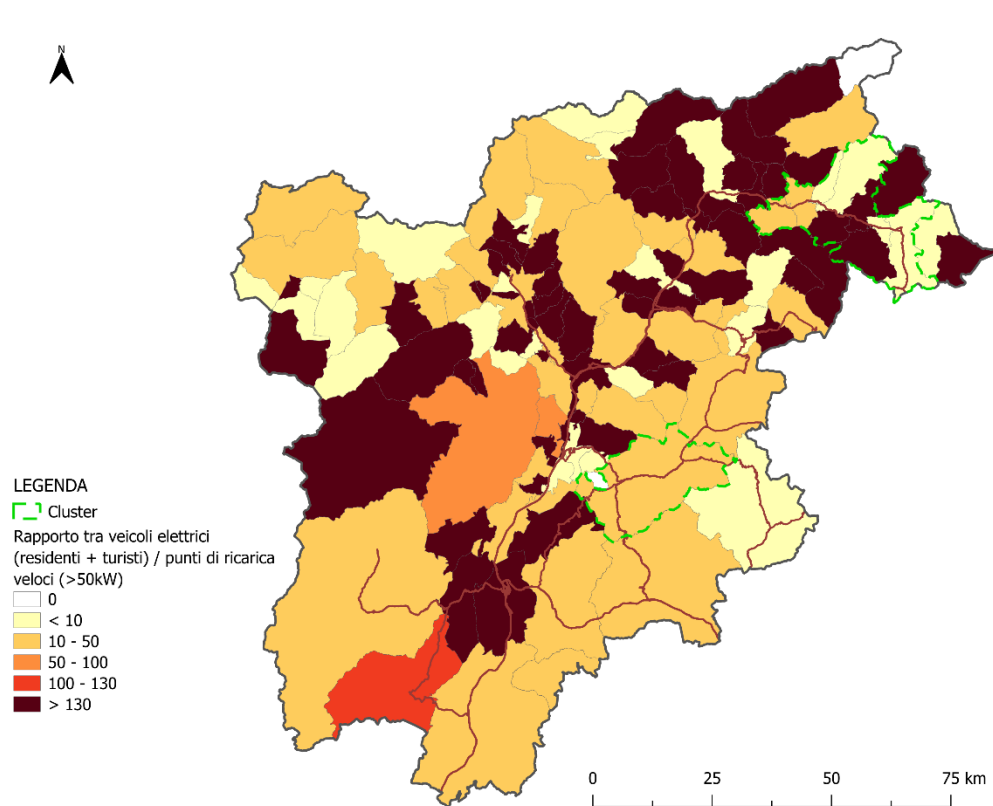 N
LEGENDA
Cluster
Rapporto tra veicoli elettrici
(residenti + turisti) / punti di ricarica
veloci (>50kW)
0
< 10
10 - 50
50 - 100
100 - 130
> 130
0 25 50 75 km